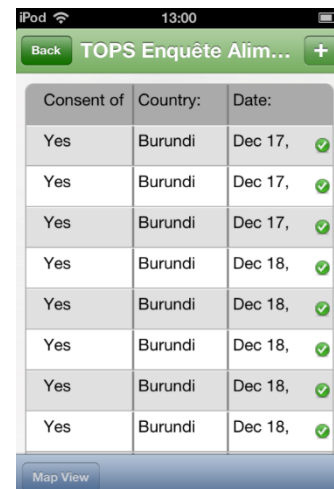 iPod 13:00
Back TOPS Enquête Alim... +
Consent of Country: Date:
Yes Burundi Dec 17,
Yes Burundi Dec 17,
Yes Burundi Dec 17,
Yes Burundi Dec 18,
Yes Burundi Dec 18,
Yes Burundi Dec 18,
Yes Burundi Dec 18,
Yes Burundi Dec 18,
Map View